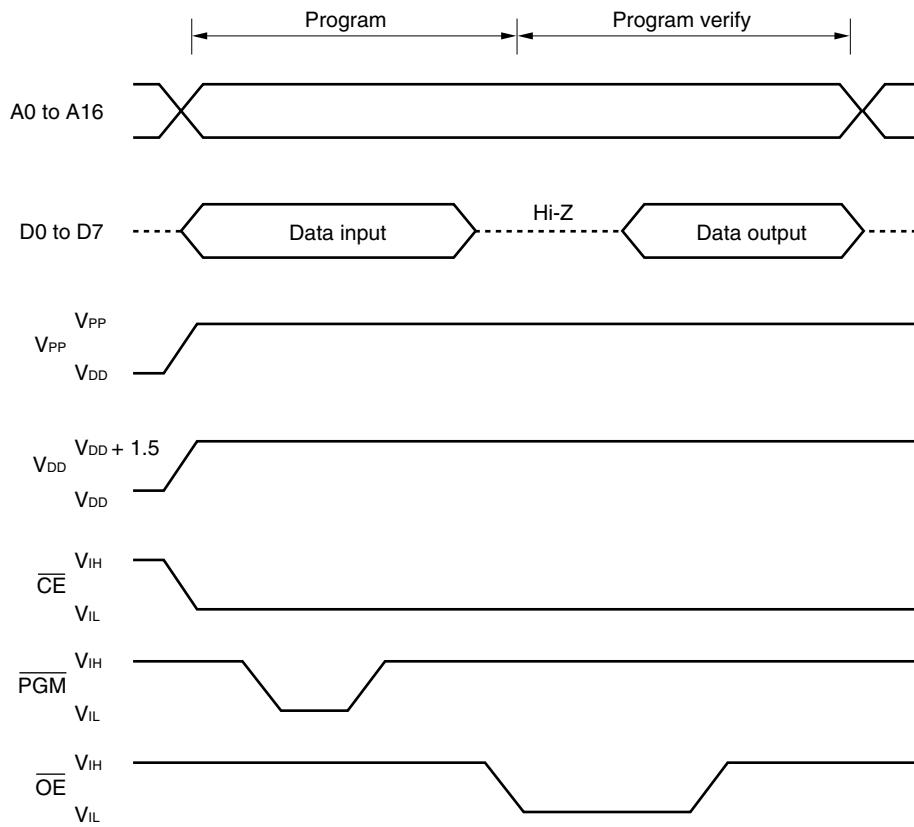 Program
Program verify
A0 to A16
D0 to D7
Data input
Hi-Z
Data output
VPP
VPP
VDD
VDD + 1.5
VDD
VDD
VIH
CE
VIL
VIH
PGM
VIL
VIH
OE
VIL